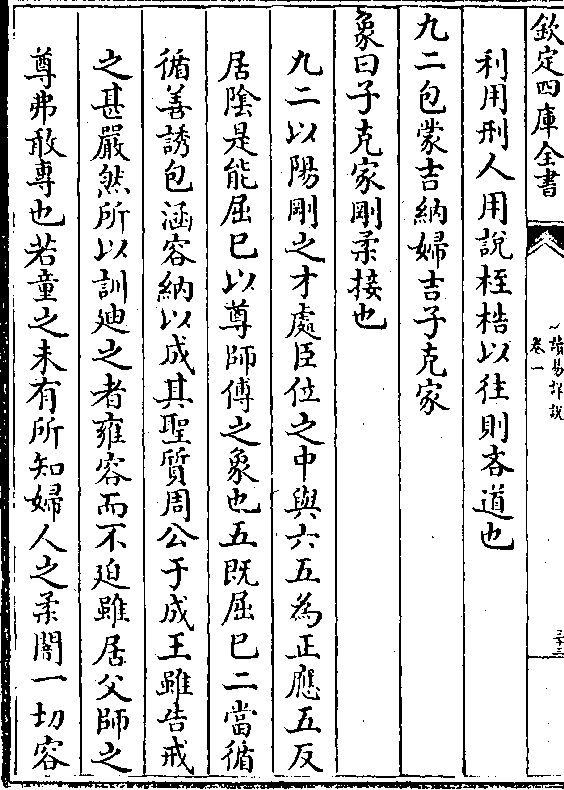 欽定四庫全書
讀易詳說
卷一
三十三
利用刑人用說桎梏以往則吝道也
九二包蒙吉納婦吉子克家
象曰子克家剛柔接也
九二以陽剛之才處臣位之中與六五為正應五反
居陰是能屈已以尊師傅之象也五既屈已二當循
循善誘包涵容納以成其聖質周公于成王雖告戒
之甚嚴然所以訓廸之者雍容而不迫雖居父師之
尊弗敢專也若童之未有所知婦人之柔闇一切容